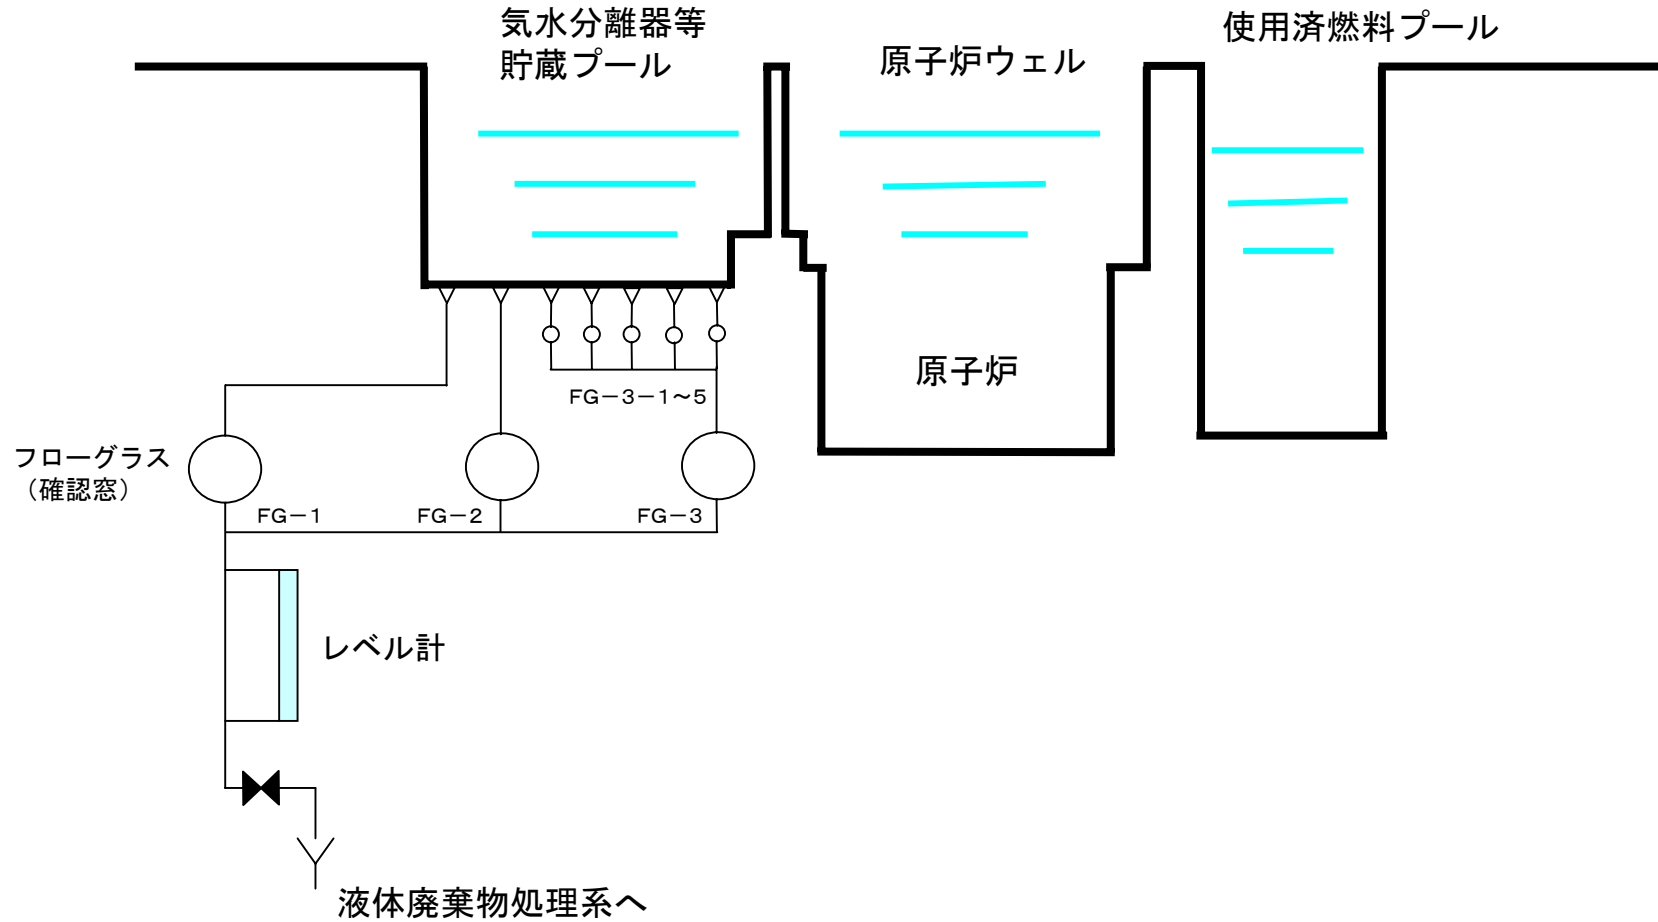 気水分離器等
貯蔵プール
原子炉ウェル
使用済燃料プール
原子炉
FG－3－1～5
フローグラス
（確認窓）
FG－1
FG－2
FG－3
レベル計
液体廃棄物処理系へ